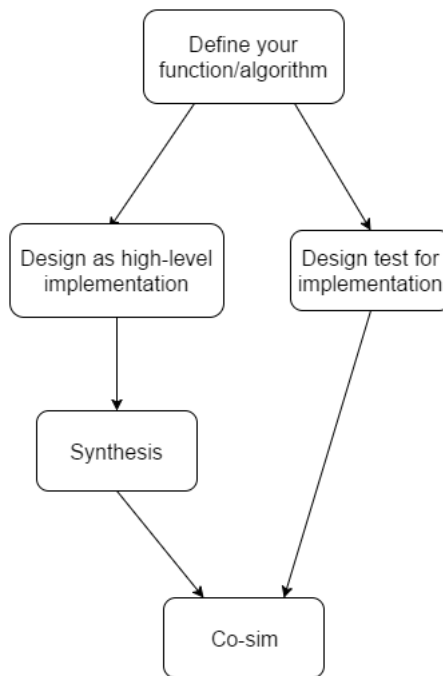 Define your
function/algorithm
Design as high-level
implementation
Design test for
implementation
Synthesis
Co-sim